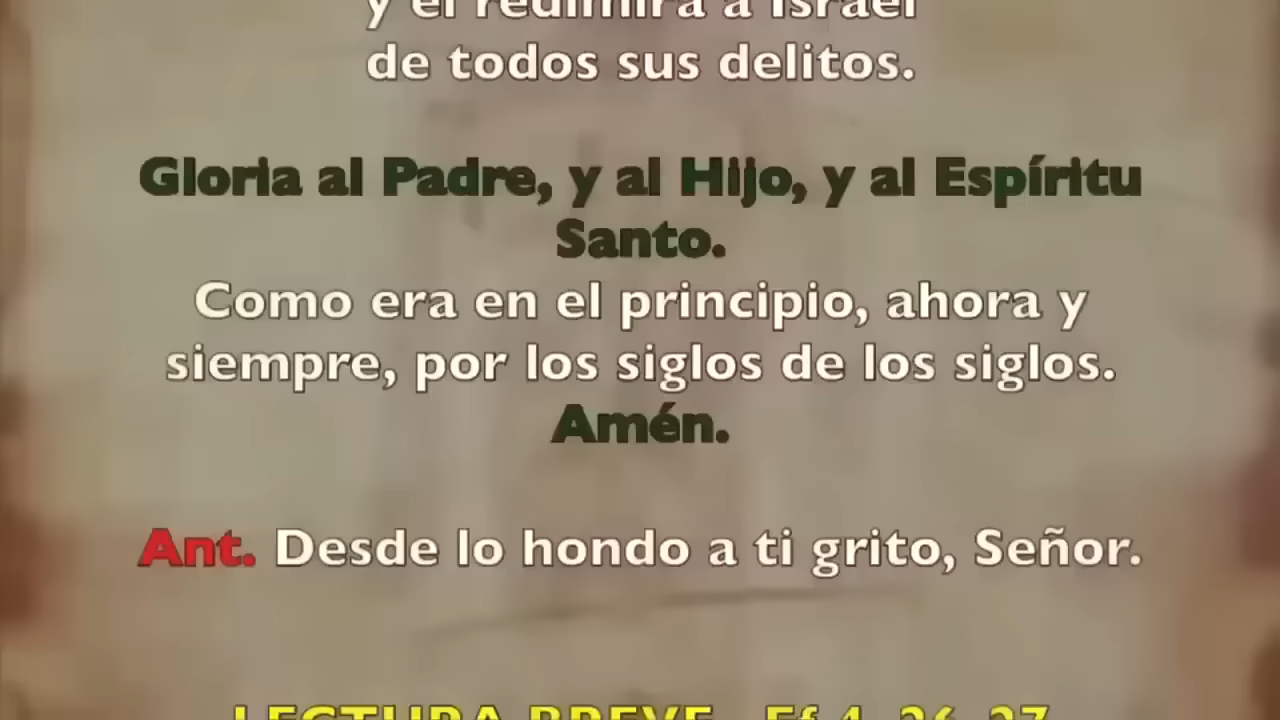 y él redimirá a Israel
de todos sus delitos.
Gloria al Padre, y al Hijo, y al Espíritu
Santo.
Como era en el principio, ahora y
siempre, por los siglos de los siglos.
Amén.
Ant. Desde lo hondo a ti grito, Señor.
LECTURA BREVE Ef 4, 26. 27